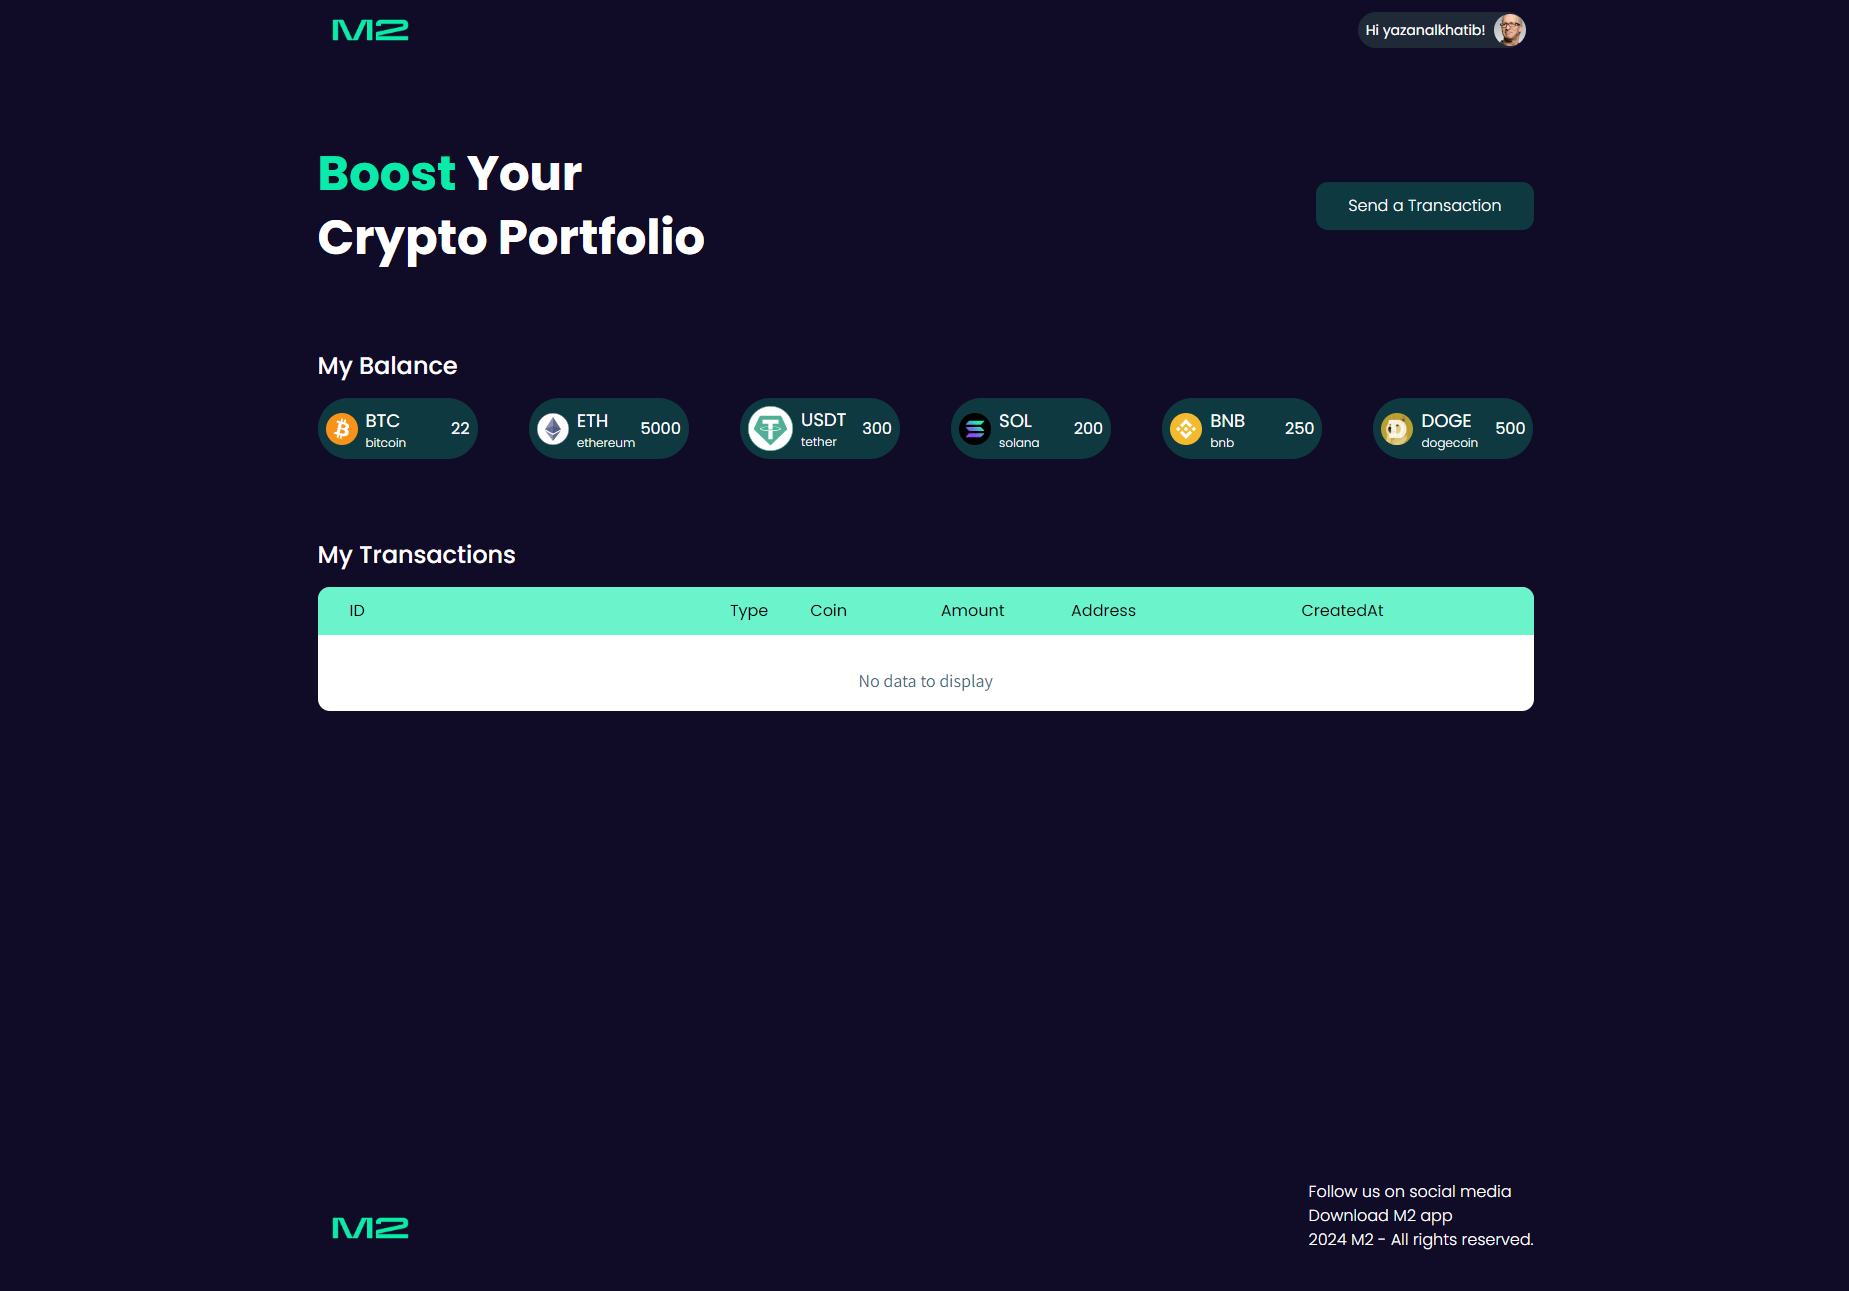 M2
Hi yazanalkhatib!
Boost Your
Crypto Portfolio
Send a Transaction
My Balance
BTC
bitcoin
22
ETH
ethereum
5000
USDT
tether
300
SOL
solana
200
BNB
bnb
250
DOGE
dogecoin
500
My Transactions
ID Type Coin Amount Address CreatedAt
No data to display
M2
Follow us on social media
Download M2 app
2024 M2 - All rights reserved.